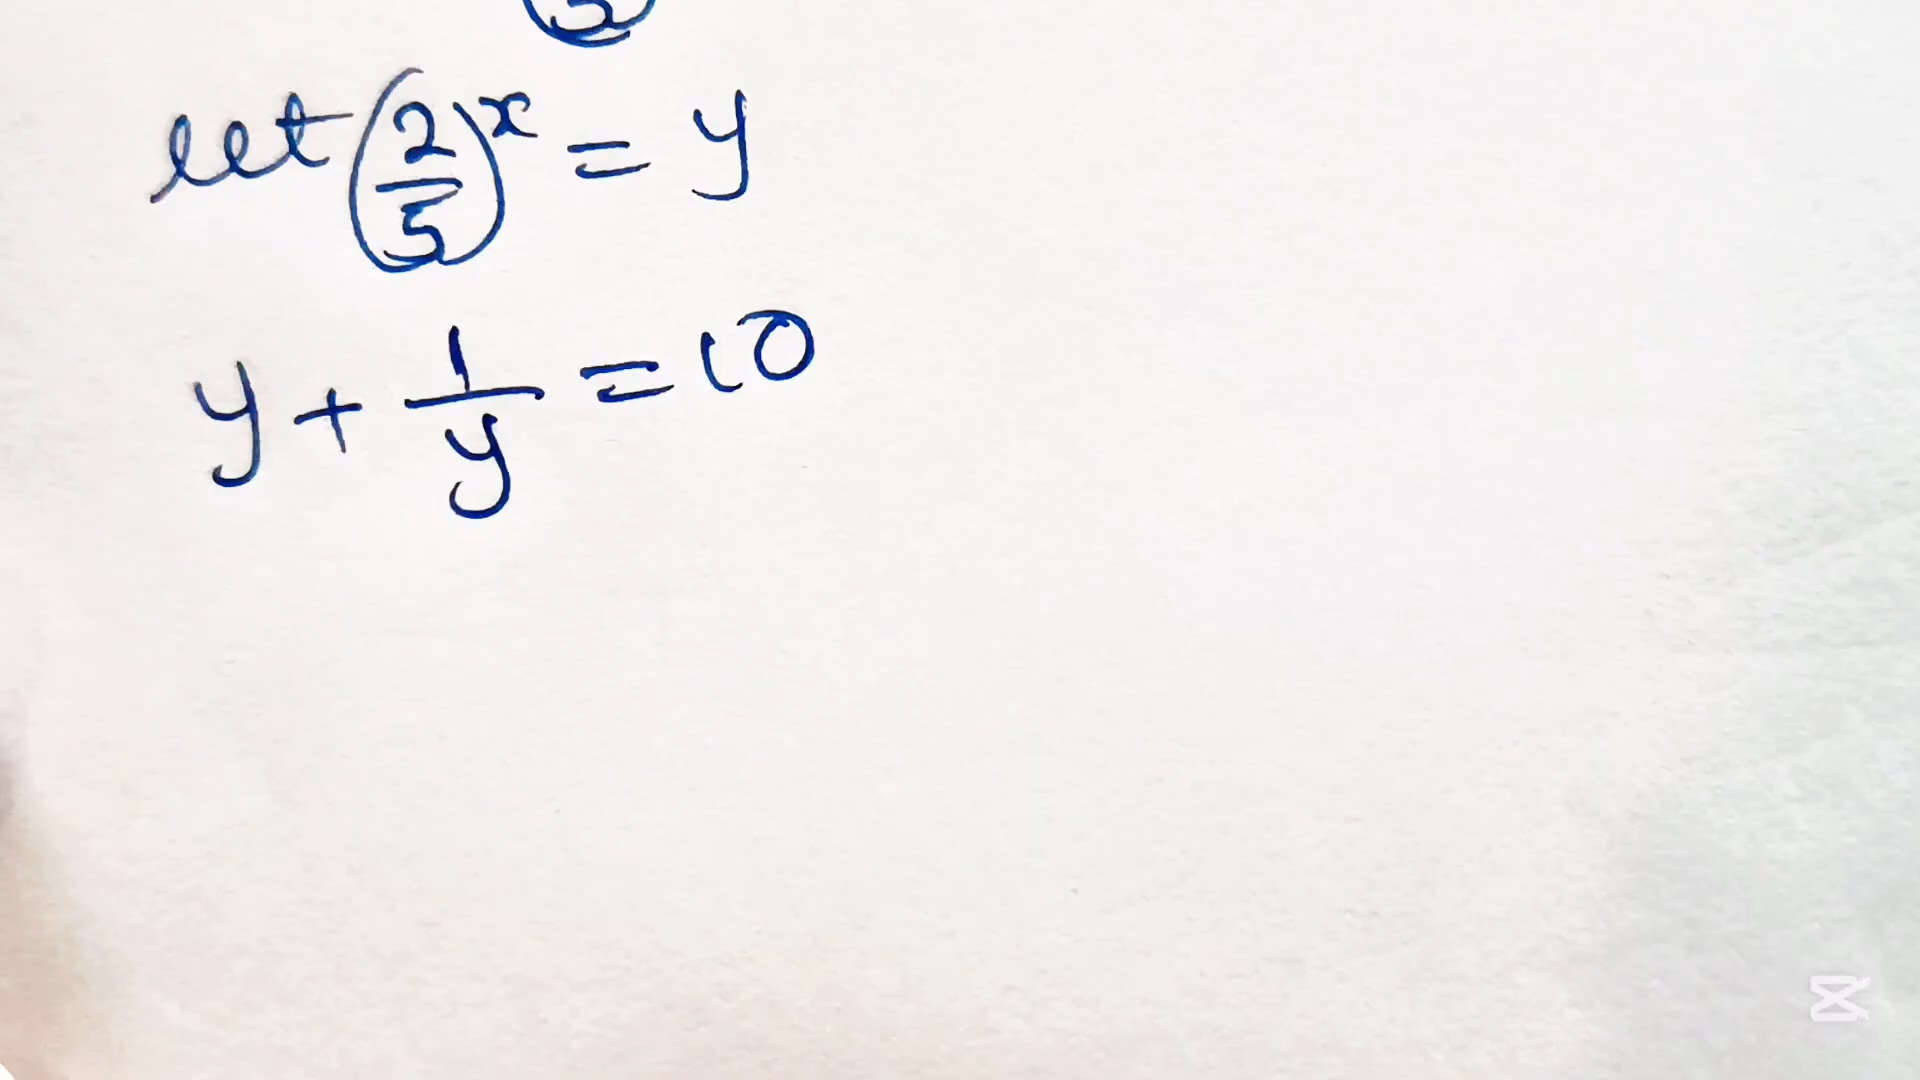 let (2/5)^x = y
y + 1/y = 10